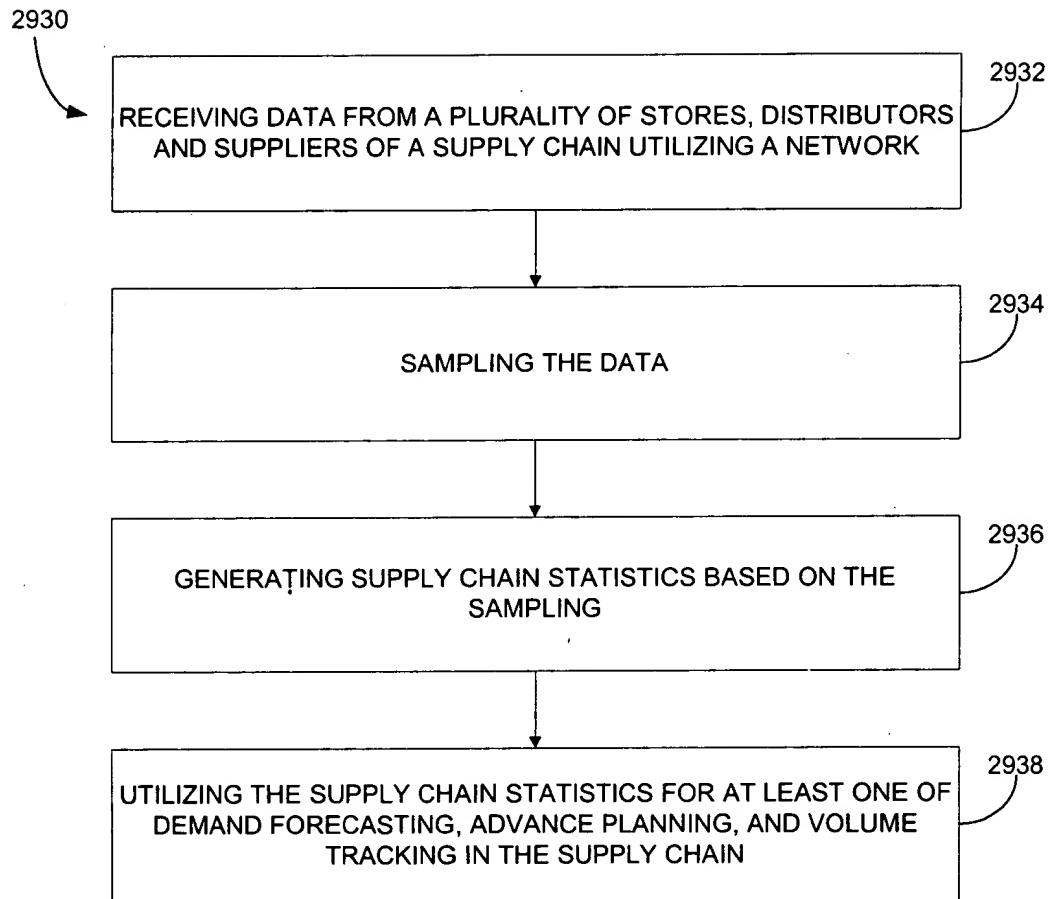 2930
2932
RECEIVING DATA FROM A PLURALITY OF STORES, DISTRIBUTORS
AND SUPPLIERS OF A SUPPLY CHAIN UTILIZING A NETWORK
2934
SAMPLING THE DATA
2936
GENERATING SUPPLY CHAIN STATISTICS BASED ON THE
SAMPLING
2938
UTILIZING THE SUPPLY CHAIN STATISTICS FOR AT LEAST ONE OF
DEMAND FORECASTING, ADVANCE PLANNING, AND VOLUME
TRACKING IN THE SUPPLY CHAIN